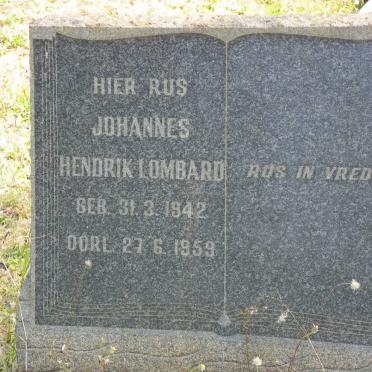 HIER RUS
JOHANNES
HENDRIK LOMBARD
GEB. 31. 3. 1942
OORL. 27. 6. 1959
RUS IN VRED